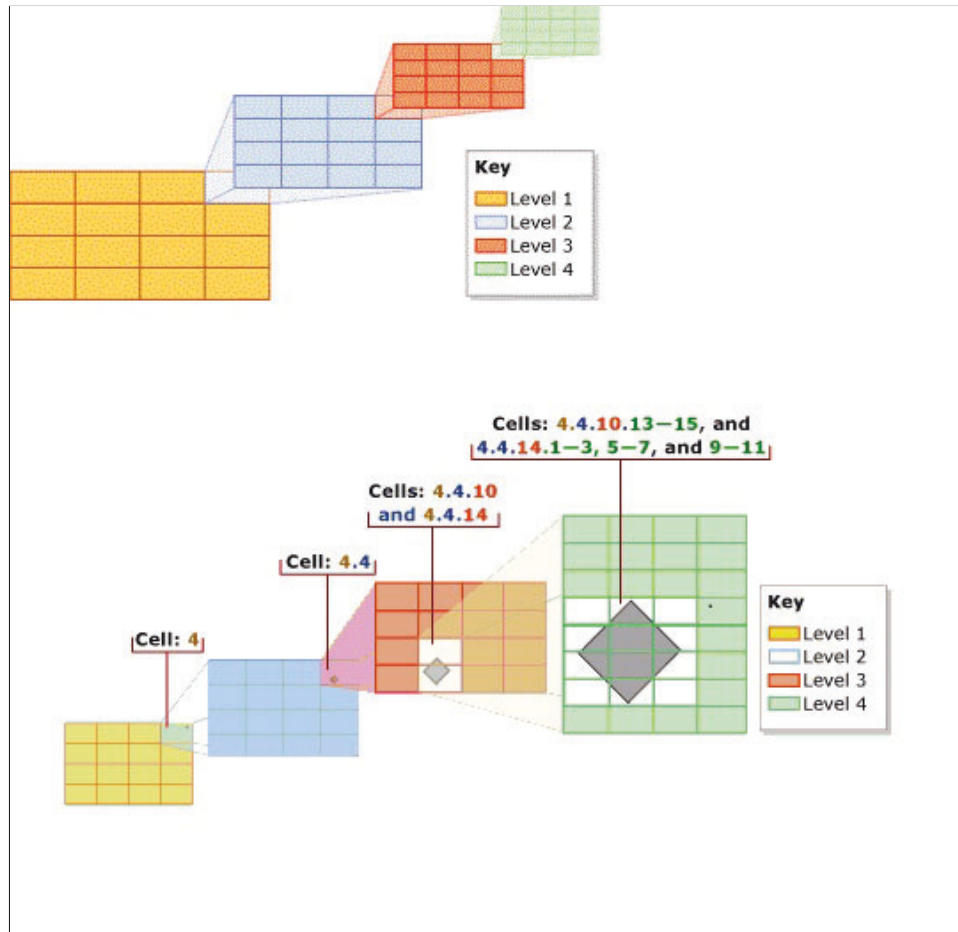 Key
Level 1
Level 2
Level 3
Level 4
Cells: 4.4.10.13—15, and
4.4.14.1—3, 5—7, and 9—11
Cells: 4.4.10
and 4.4.14
Cell: 4.4
Cell: 4
Key
Level 1
Level 2
Level 3
Level 4